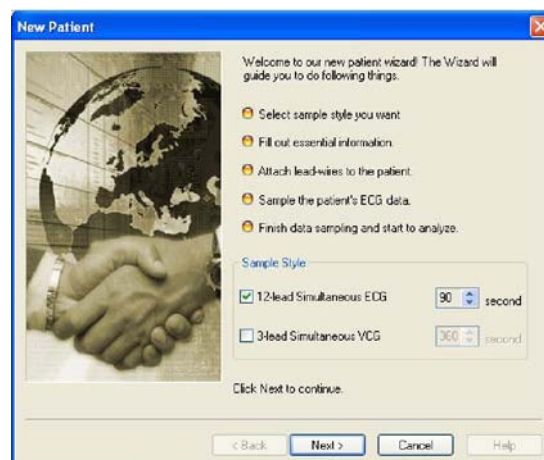 New Patient
Welcome to our new patient wizard! The Wizard will
guide you to do following things.
Select sample style you want
Fill out essential information.
Attach lead-wires to the patient.
Sample the patient's ECG data.
Finish data sampling and start to analyze.
Sample Style
12-lead Simultaneous ECG
90
second
3-lead Simultaneous VCG
360
second
Click Next to continue.
< Back
Next >
Cancel
Help